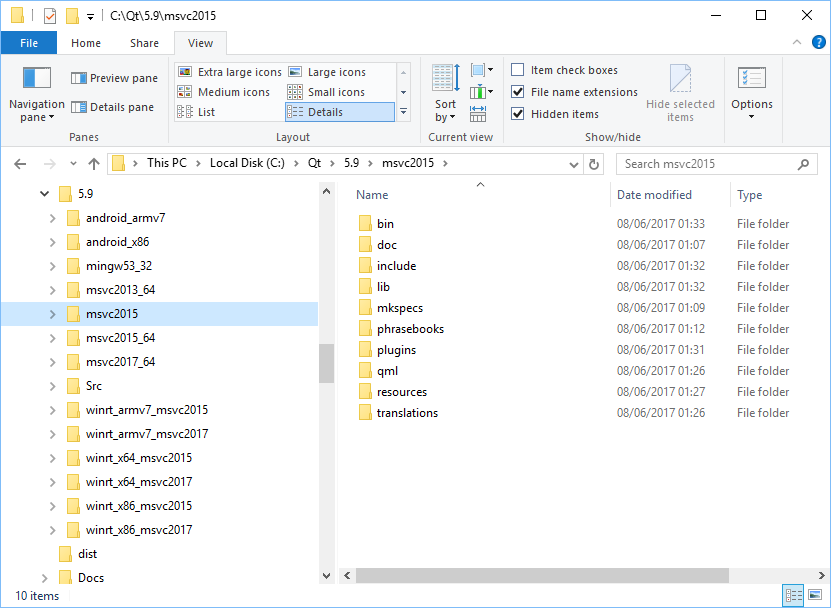 C:\Qt\5.9\msvc2015
File Home Share View
Navigation pane
Preview pane
Details pane
Panes
Extra large icons Large icons
Medium icons Small icons
List Details
Layout
Sort by
Current view
Item check boxes
File name extensions
Hidden items
Hide selected items
Show/hide
Options
This PC Local Disk (C:) Qt 5.9 msvc2015
Search msvc2015
5.9
android_armv7
android_x86
mingw53_32
msvc2013_64
msvc2015
msvc2015_64
msvc2017_64
Src
winrt_armv7_msvc2015
winrt_armv7_msvc2017
winrt_x64_msvc2015
winrt_x64_msvc2017
winrt_x86_msvc2015
winrt_x86_msvc2017
dist
Docs
Name Date modified Type
bin 08/06/2017 01:33 File folder
doc 08/06/2017 01:07 File folder
include 08/06/2017 01:32 File folder
lib 08/06/2017 01:32 File folder
mkspecs 08/06/2017 01:09 File folder
phrasebooks 08/06/2017 01:12 File folder
plugins 08/06/2017 01:31 File folder
qml 08/06/2017 01:26 File folder
resources 08/06/2017 01:27 File folder
translations 08/06/2017 01:26 File folder
10 items